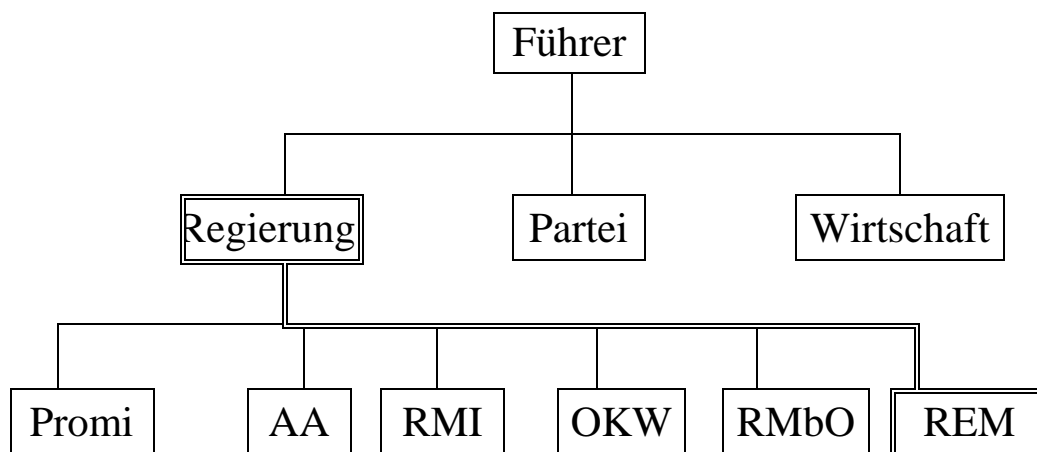 Führer
Regierung
Partei
Wirtschaft
Promi
AA
RMI
OKW
RMbO
REM